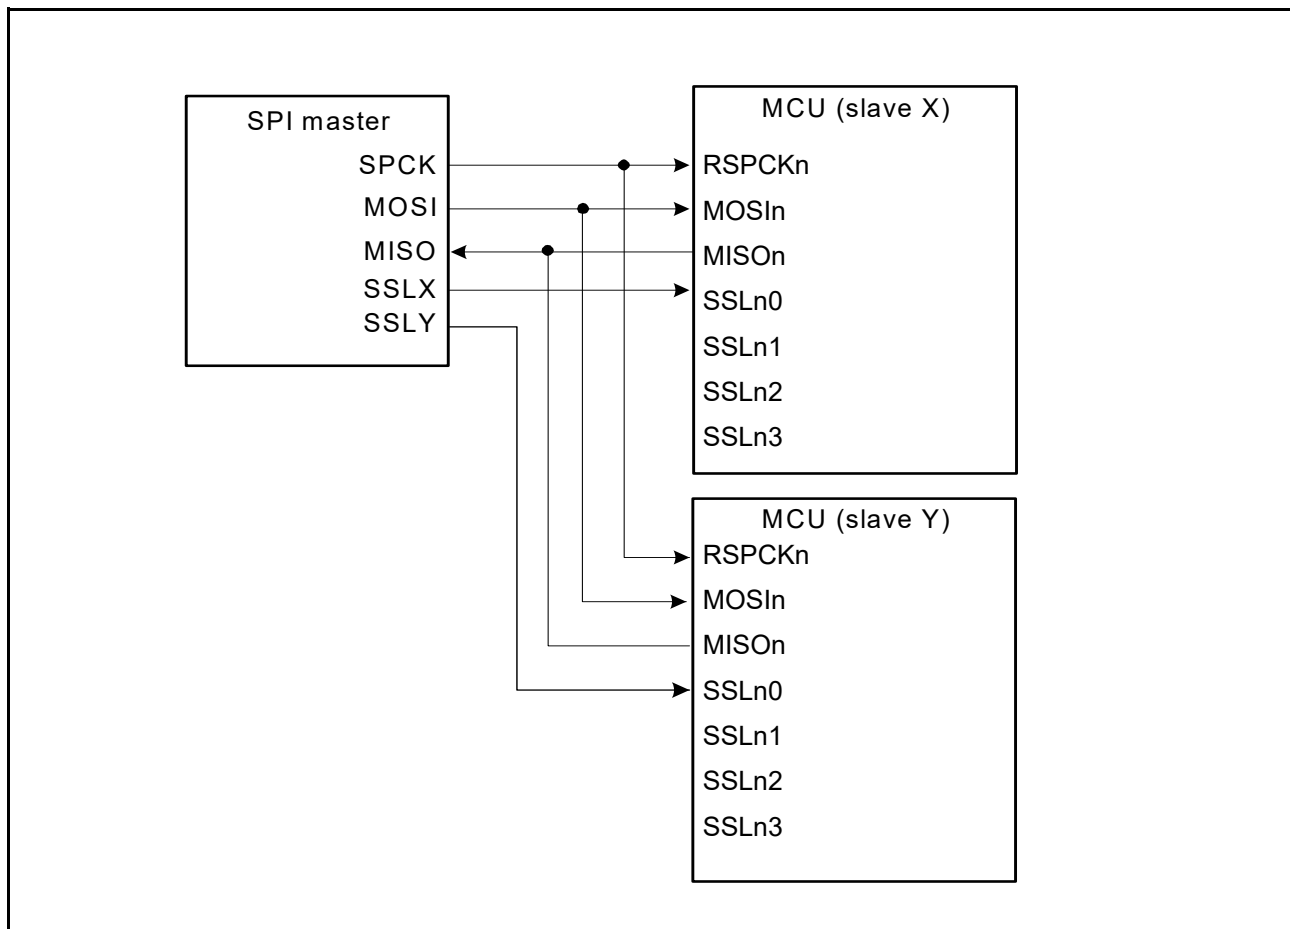 SPI master
SPCK
MOSI
MISO
SSLX
SSLY
MCU (slave X)
RSPCKn
MOSIn
MISOn
SSLn0
SSLn1
SSLn2
SSLn3
MCU (slave Y)
RSPCKn
MOSIn
MISOn
SSLn0
SSLn1
SSLn2
SSLn3